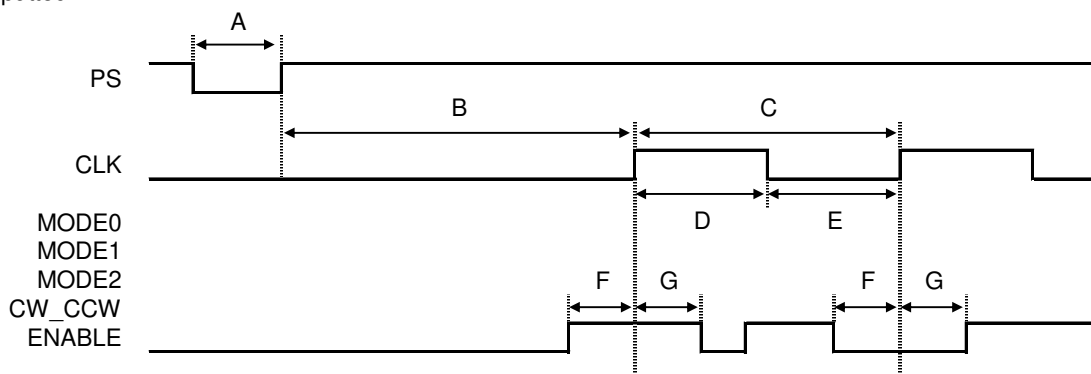 A
PS
B C
CLK
D E
MODE0
MODE1
MODE2
F G F G
CW_CCW
ENABLE